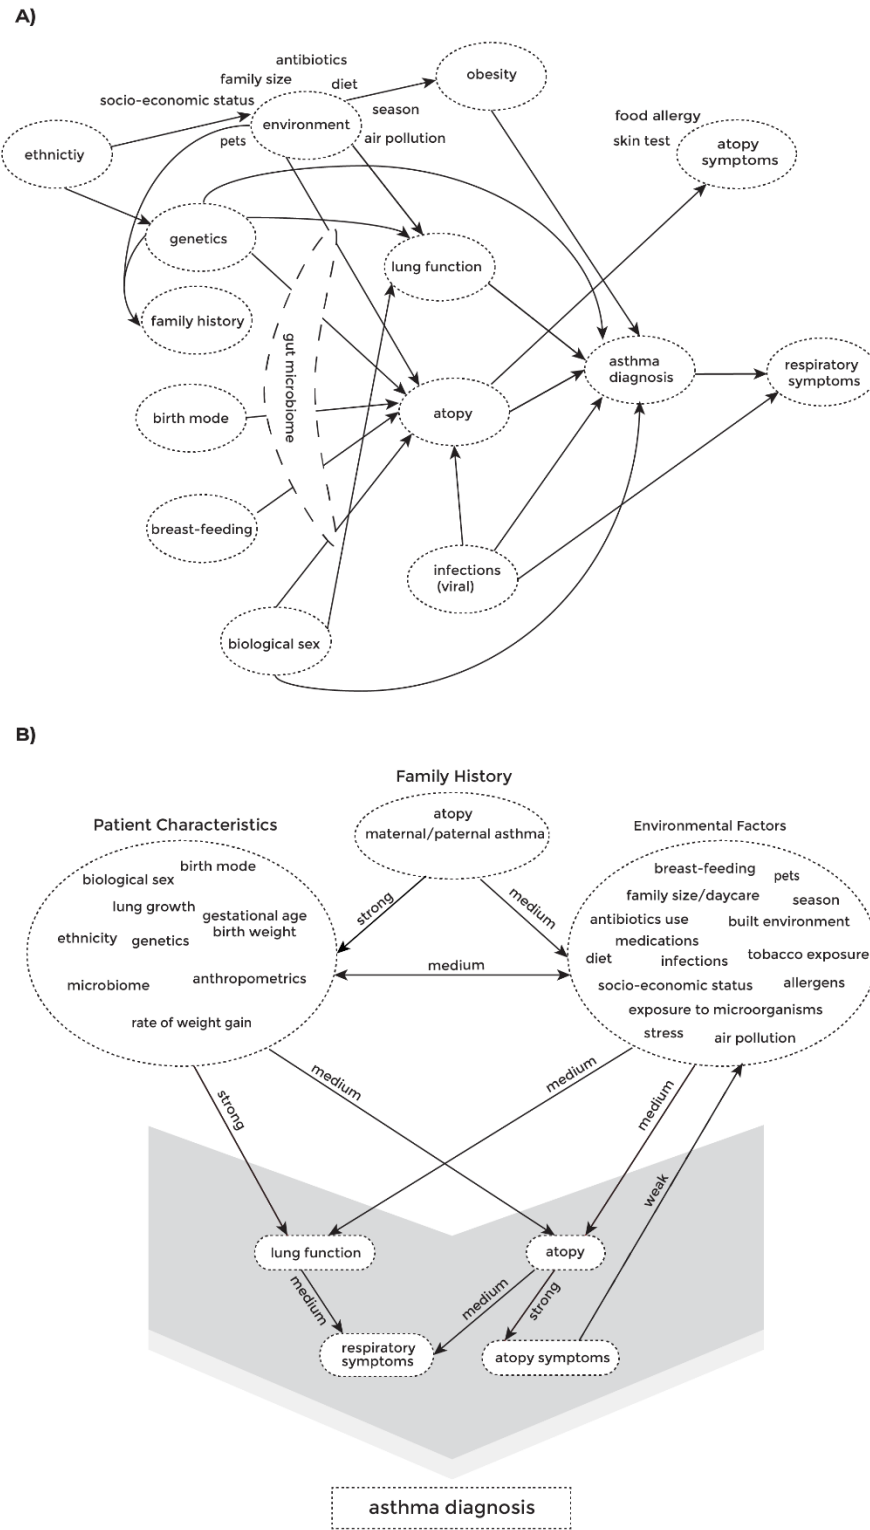 A)
antibiotics
family size
diet
obesity
socio-economic status
season
environment
food allergy
pets
air pollution
skin test
atopy
symptoms
ethnictiy
genetics
lung function
family history
gut microbiome
asthma
diagnosis
respiratory
symptoms
birth mode
atopy
breast-feeding
infections
(viral)
biological sex
B)
Family History
atopy
maternal/paternal asthma
Patient Characteristics
birth mode
biological sex
lung growth
gestational age
birth weight
ethnicity
genetics
microbiome
anthropometrics
rate of weight gain
Environmental Factors
breast-feeding
pets
family size/daycare
season
antibiotics use
built environment
medications
diet
infections
tobacco exposure
socio-economic status
allergens
exposure to microorganisms
stress
air pollution
strong
medium
medium
strong
medium
medium
medium
weak
lung function
atopy
medium
medium
strong
respiratory
symptoms
atopy symptoms
asthma diagnosis